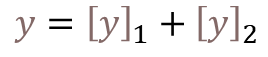 y = [y]₁ + [y]₂